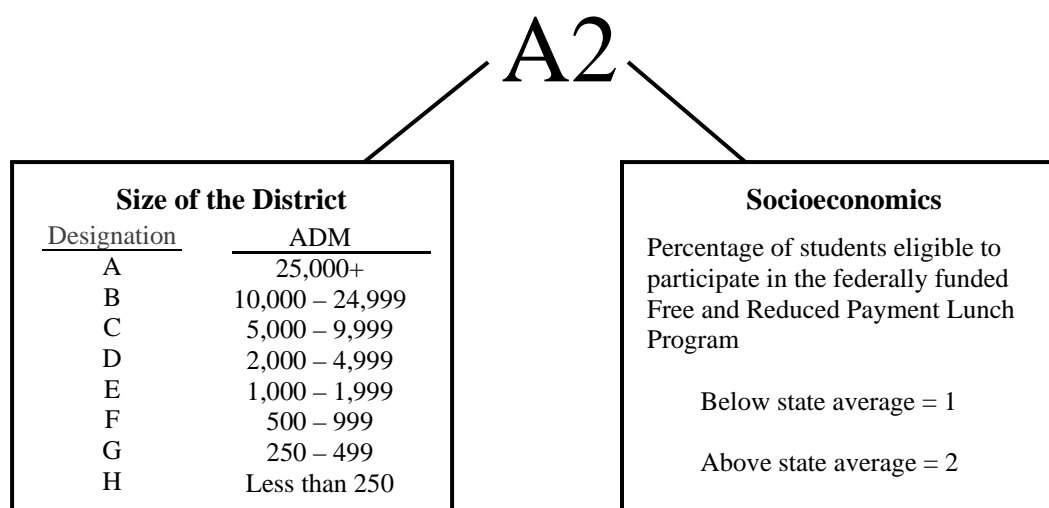 A2
Size of the District
Designation ADM
A 25,000+
B 10,000 – 24,999
C 5,000 – 9,999
D 2,000 – 4,999
E 1,000 – 1,999
F 500 – 999
G 250 – 499
H Less than 250
Socioeconomics
Percentage of students eligible to
participate in the federally funded
Free and Reduced Payment Lunch
Program
Below state average = 1
Above state average = 2